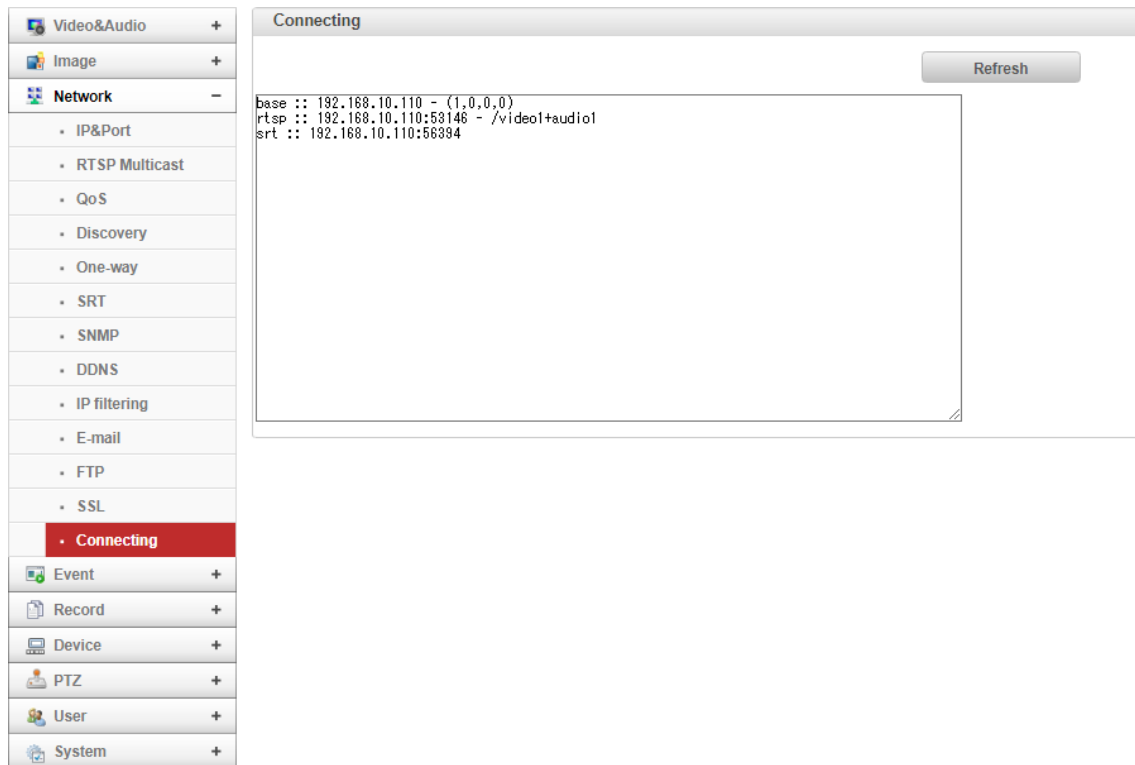 Video&Audio +
Image +
Network −
IP&Port
RTSP Multicast
QoS
Discovery
One-way
SRT
SNMP
DDNS
IP filtering
E-mail
FTP
SSL
Connecting
Event +
Record +
Device +
PTZ +
User +
System +
Connecting
Refresh
base :: 192.168.10.110 - (1,0,0,0)
rtsp :: 192.168.10.110:53146 - /video1+audio1
srt :: 192.168.10.110:56394